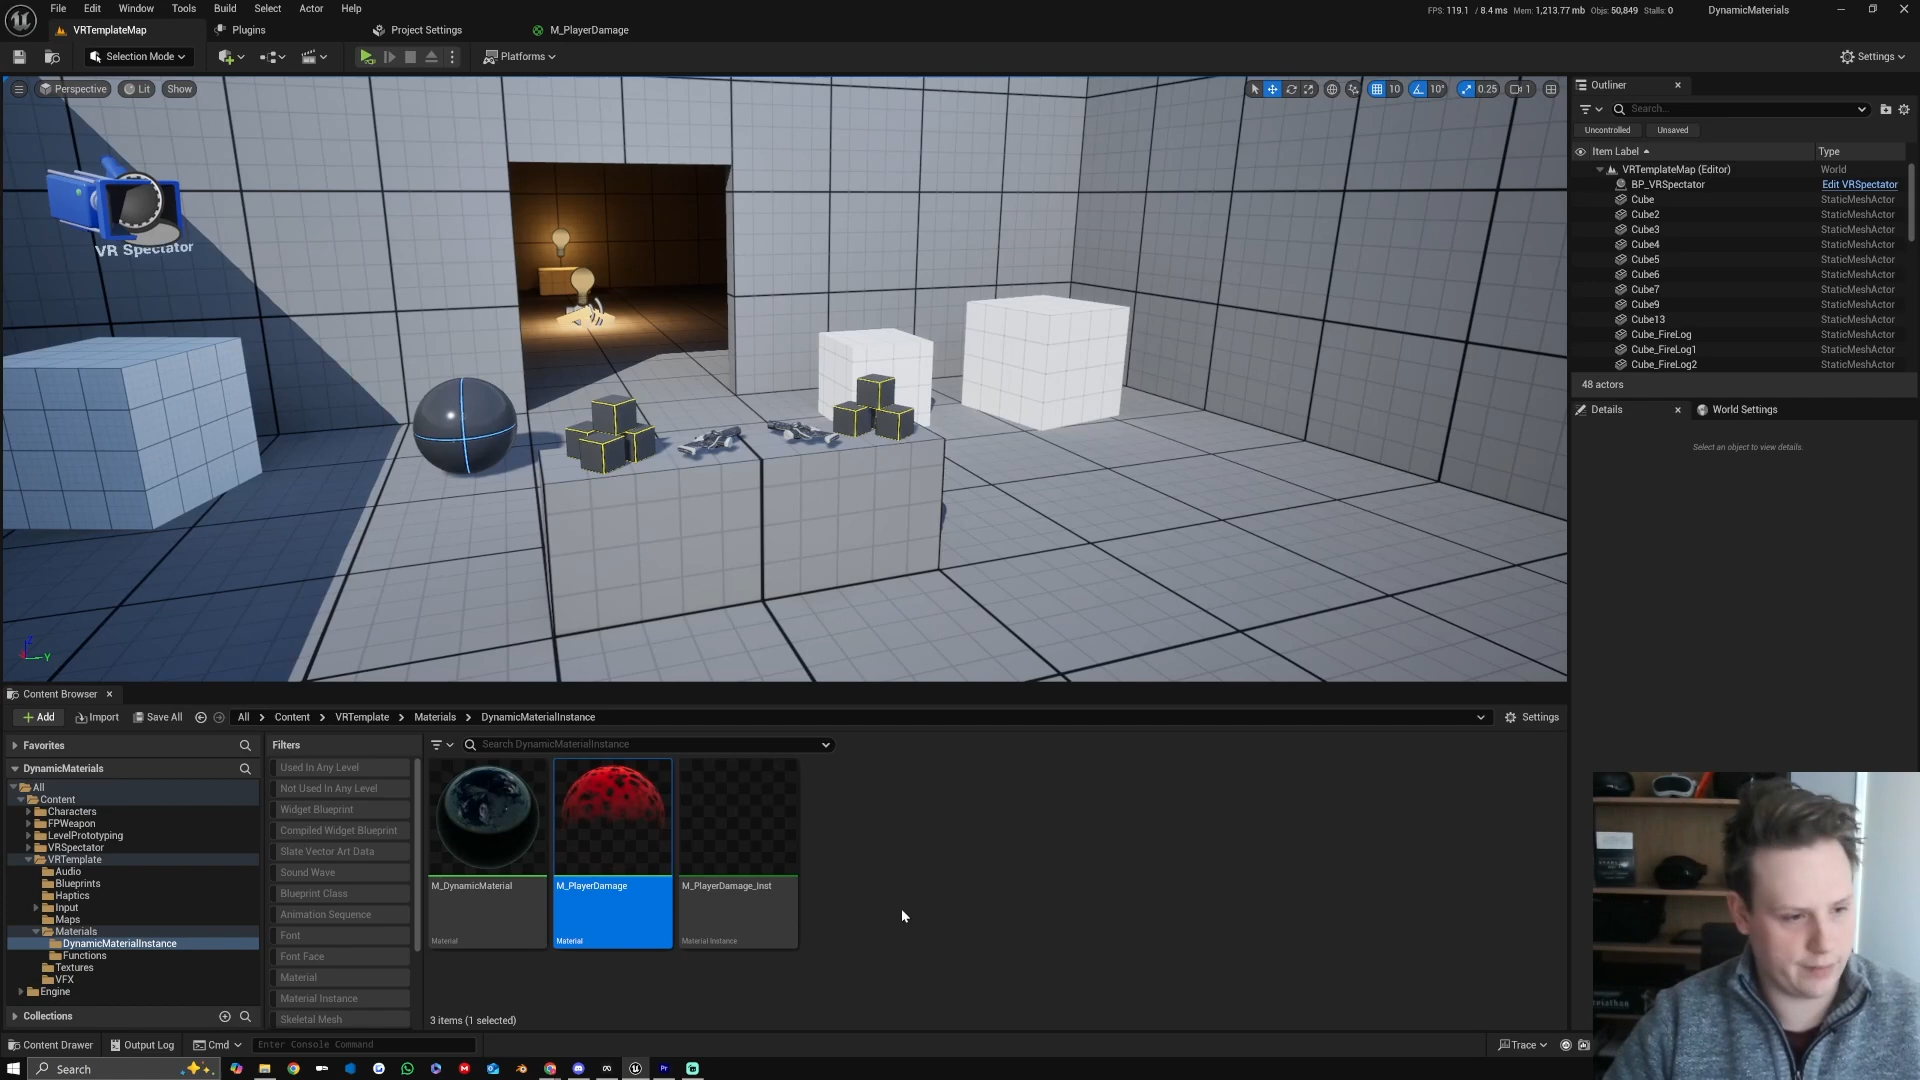 File Edit Window Tools Build Select Actor Help
FPS: 119.1 / 8.4 ms Mem: 1,213.77 mb Objs: 50,849 Stalls: 0
DynamicMaterials
VRTemplateMap
Plugins
Project Settings
M_PlayerDamage
Selection Mode
Platforms
Settings
Perspective
Lit
Show
10
10°
0.25
1
VR Spectator
Z
Y
Outliner
Search...
Uncontrolled
Unsaved
Item Label
Type
VRTemplateMap (Editor) World
BP_VRSpectator Edit VRSpectator
Cube StaticMeshActor
Cube2 StaticMeshActor
Cube3 StaticMeshActor
Cube4 StaticMeshActor
Cube5 StaticMeshActor
Cube6 StaticMeshActor
Cube7 StaticMeshActor
Cube9 StaticMeshActor
Cube13 StaticMeshActor
Cube_FireLog StaticMeshActor
Cube_FireLog1 StaticMeshActor
Cube_FireLog2 StaticMeshActor
48 actors
Details
World Settings
Select an object to view details.
Content Browser
Add
Import
Save All
All > Content > VRTemplate > Materials > DynamicMaterialInstance
Settings
Favorites
DynamicMaterials
All
Content
Characters
FPWeapon
LevelPrototyping
VRSpectator
VRTemplate
Audio
Blueprints
Haptics
Input
Maps
Materials
DynamicMaterialInstance
Functions
Textures
VFX
Engine
Collections
Filters
Used In Any Level
Not Used In Any Level
Widget Blueprint
Compiled Widget Blueprint
Slate Vector Art Data
Sound Wave
Blueprint Class
Animation Sequence
Font
Font Face
Material
Material Instance
Skeletal Mesh
Search DynamicMaterialInstance
M_DynamicMaterial
Material
M_PlayerDamage
Material
M_PlayerDamage_Inst
Material Instance
3 items (1 selected)
Content Drawer
Output Log
Cmd
Enter Console Command
Trace
Search